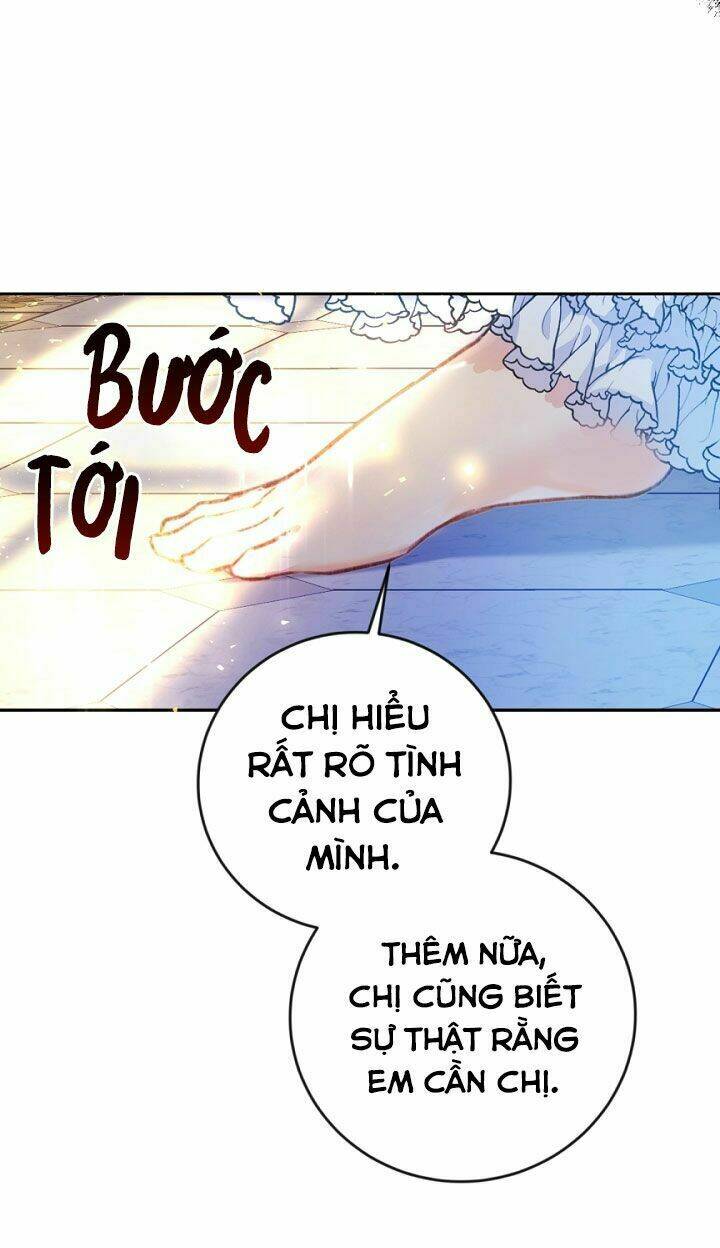 BƯỚC
TỚI
CHỊ HIỂU
RẤT RÕ TÌNH
CẢNH CỦA
MÌNH.
THÊM NỮA,
CHỊ CŨNG BIẾT
SỰ THẬT RẰNG
EM CẦN CHỊ.